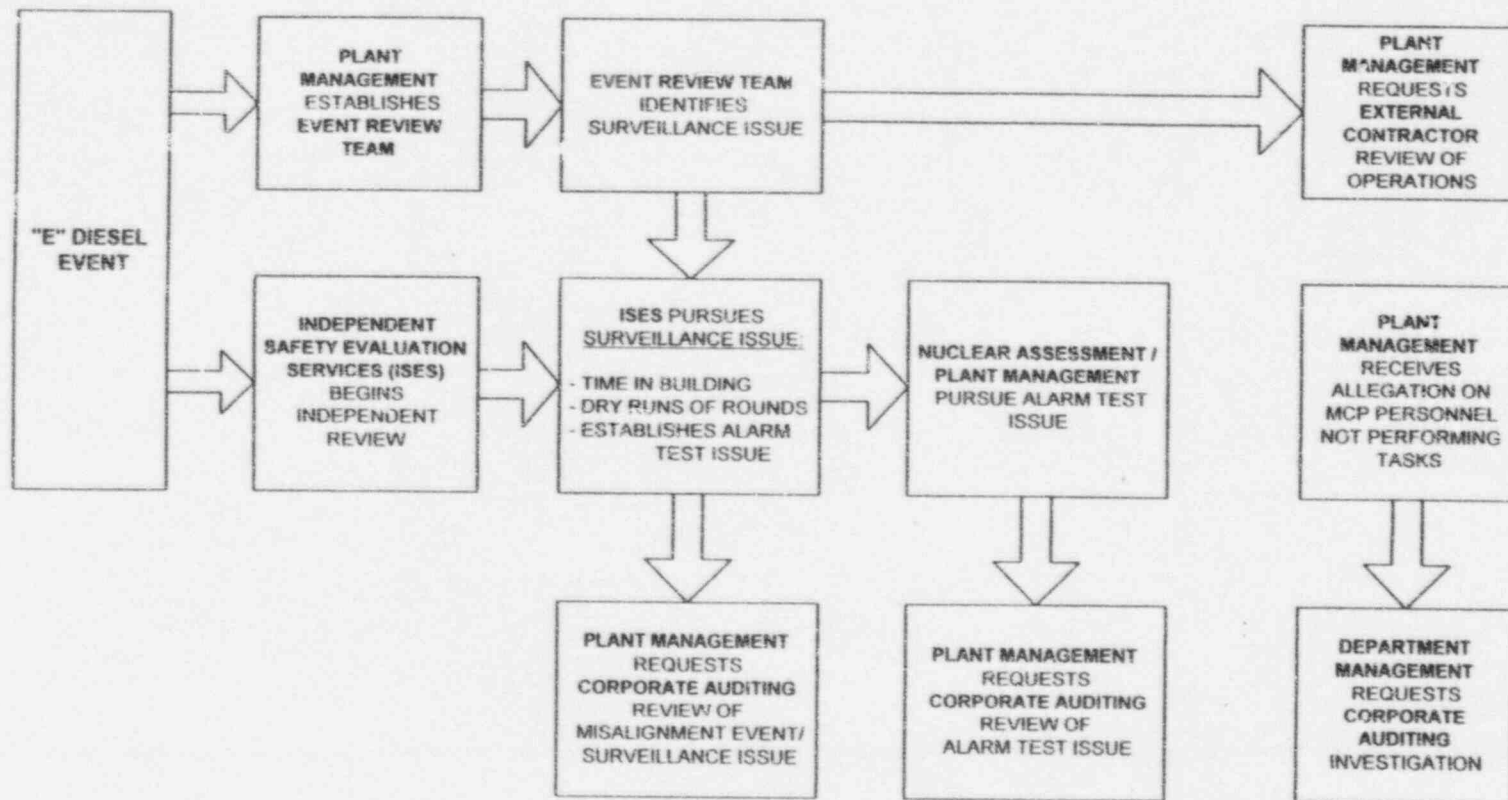 "E" DIESEL
EVENT
PLANT
MANAGEMENT
ESTABLISHES
EVENT REVIEW
TEAM
EVENT REVIEW TEAM
IDENTIFIES
SURVEILLANCE ISSUE
PLANT
MANAGEMENT
REQUESTS
EXTERNAL
CONTRACTOR
REVIEW OF
OPERATIONS
INDEPENDENT
SAFETY EVALUATION
SERVICES (ISES)
BEGINS
INDEPENDENT
REVIEW
ISES PURSUES
SURVEILLANCE ISSUE:
- TIME IN BUILDING
- DRY RUNS OF ROUNDS
- ESTABLISHES ALARM
TEST ISSUE
NUCLEAR ASSESSMENT /
PLANT MANAGEMENT
PURSUE ALARM TEST
ISSUE
PLANT
MANAGEMENT
RECEIVES
ALLEGATION ON
MCP PERSONNEL
NOT PERFORMING
TASKS
PLANT MANAGEMENT
REQUESTS
CORPORATE AUDITING
REVIEW OF
MISALIGNMENT EVENT/
SURVEILLANCE ISSUE
PLANT MANAGEMENT
REQUESTS
CORPORATE AUDITING
REVIEW OF
ALARM TEST ISSUE
DEPARTMENT
MANAGEMENT
REQUESTS
CORPORATE
AUDITING
INVESTIGATION